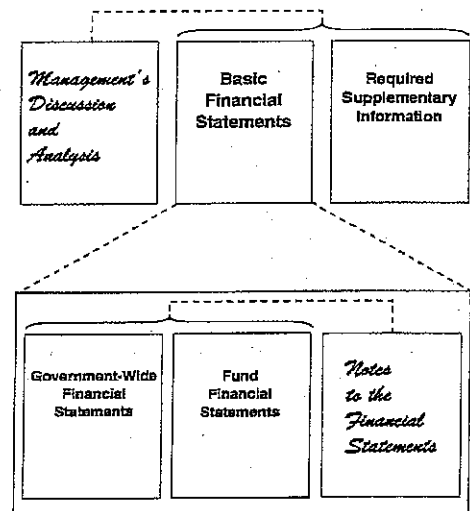 Management's
Discussion
and
Analysis
Basic
Financial
Statements
Required
Supplementary
Information
Government-Wide
Financial
Statements
Fund
Financial
Statements
Notes
to the
Financial
Statements